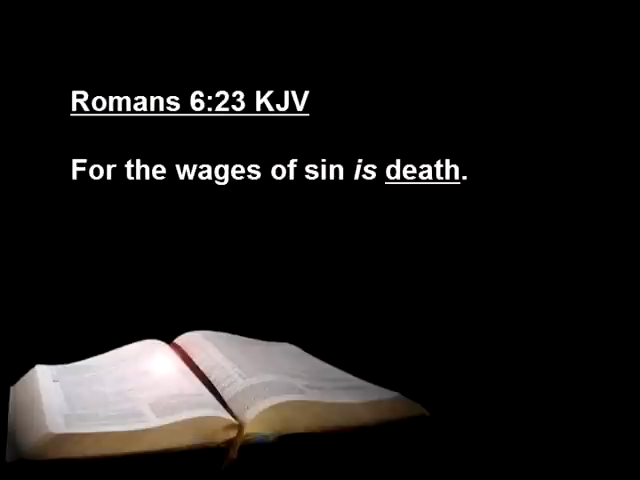 Romans 6:23 KJV
For the wages of sin is death.